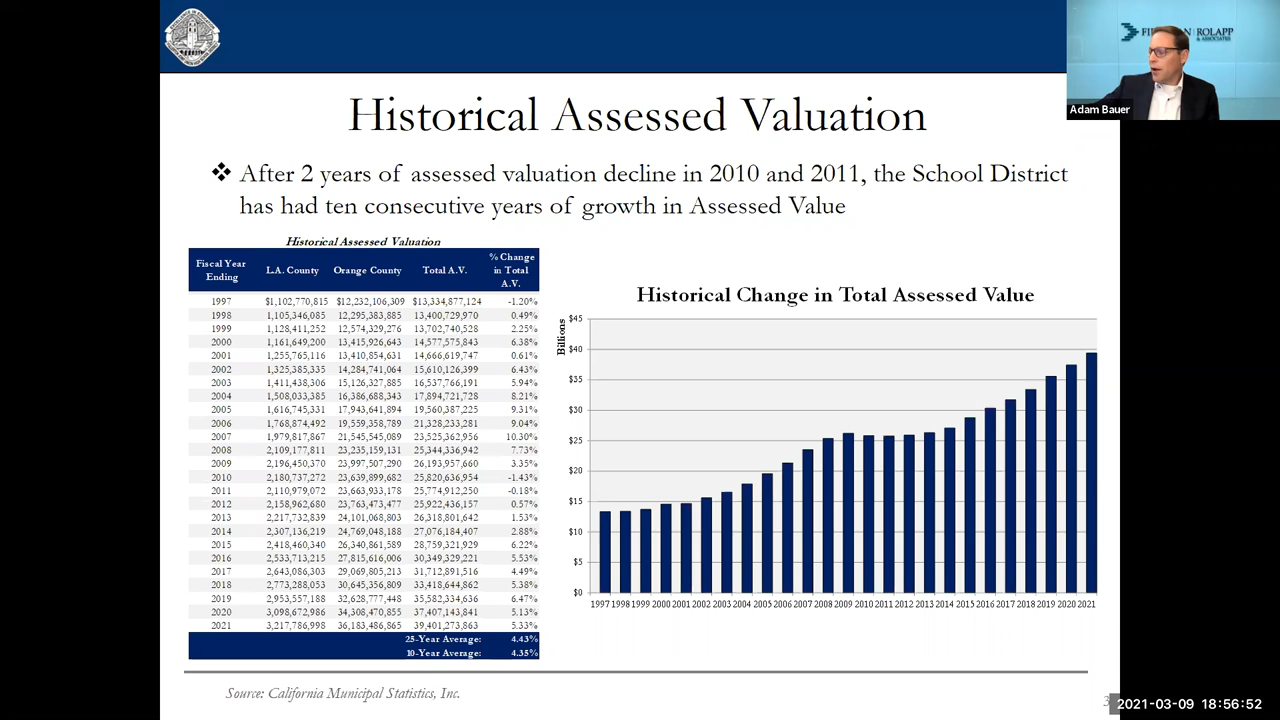 Historical Assessed Valuation
❖ After 2 years of assessed valuation decline in 2010 and 2011, the School District
has had ten consecutive years of growth in Assessed Value
Historical Assessed Valuation
Fiscal Year Ending L.A. County Orange County Total A.V. % Change in Total A.V.
1997 $1,102,770,815 $12,232,106,309 $13,334,877,124 -1.20%
1998 1,105,346,085 12,295,383,885 13,400,729,970 0.49%
1999 1,128,411,252 12,574,329,276 13,702,740,528 2.25%
2000 1,161,649,200 13,415,926,643 14,577,575,843 6.38%
2001 1,255,765,116 13,410,854,631 14,666,619,747 0.61%
2002 1,325,385,335 14,284,741,064 15,610,126,399 6.43%
2003 1,411,438,306 15,126,327,885 16,537,766,191 5.94%
2004 1,508,033,385 16,386,688,343 17,894,721,728 8.21%
2005 1,616,745,331 17,943,641,894 19,560,387,225 9.31%
2006 1,768,874,492 19,559,358,789 21,328,233,281 9.04%
2007 1,979,817,867 21,545,545,089 23,525,362,956 10.30%
2008 2,109,177,811 23,235,159,131 25,344,336,942 7.73%
2009 2,196,450,370 23,997,507,290 26,193,957,660 3.35%
2010 2,180,737,272 23,639,899,682 25,820,636,954 -1.43%
2011 2,110,979,072 23,663,933,178 25,774,912,250 -0.18%
2012 2,158,962,680 23,763,473,477 25,922,436,157 0.57%
2013 2,217,732,839 24,101,068,803 26,318,801,642 1.53%
2014 2,307,136,219 24,769,048,188 27,076,184,407 2.88%
2015 2,418,460,340 26,340,861,589 28,759,321,929 6.22%
2016 2,533,713,215 27,815,616,006 30,349,329,221 5.53%
2017 2,643,086,303 29,069,805,213 31,712,891,516 4.49%
2018 2,773,288,053 30,645,356,809 33,418,644,862 5.38%
2019 2,953,557,188 32,628,777,448 35,582,334,636 6.47%
2020 3,098,672,986 34,308,470,855 37,407,143,841 5.13%
2021 3,217,786,998 36,183,486,865 39,401,273,863 5.33%
25-Year Average: 4.43%
10-Year Average: 4.35%
Historical Change in Total Assessed Value
Billions
$45
$40
$35
$30
$25
$20
$15
$10
$5
$0
1997 1998 1999 2000 2001 2002 2003 2004 2005 2006 2007 2008 2009 2010 2011 2012 2013 2014 2015 2016 2017 2018 2019 2020 2021
Source: California Municipal Statistics, Inc.
3
ROLAPP
& ASSOCIATES
Adam Bauer
2021-03-09 18:56:52